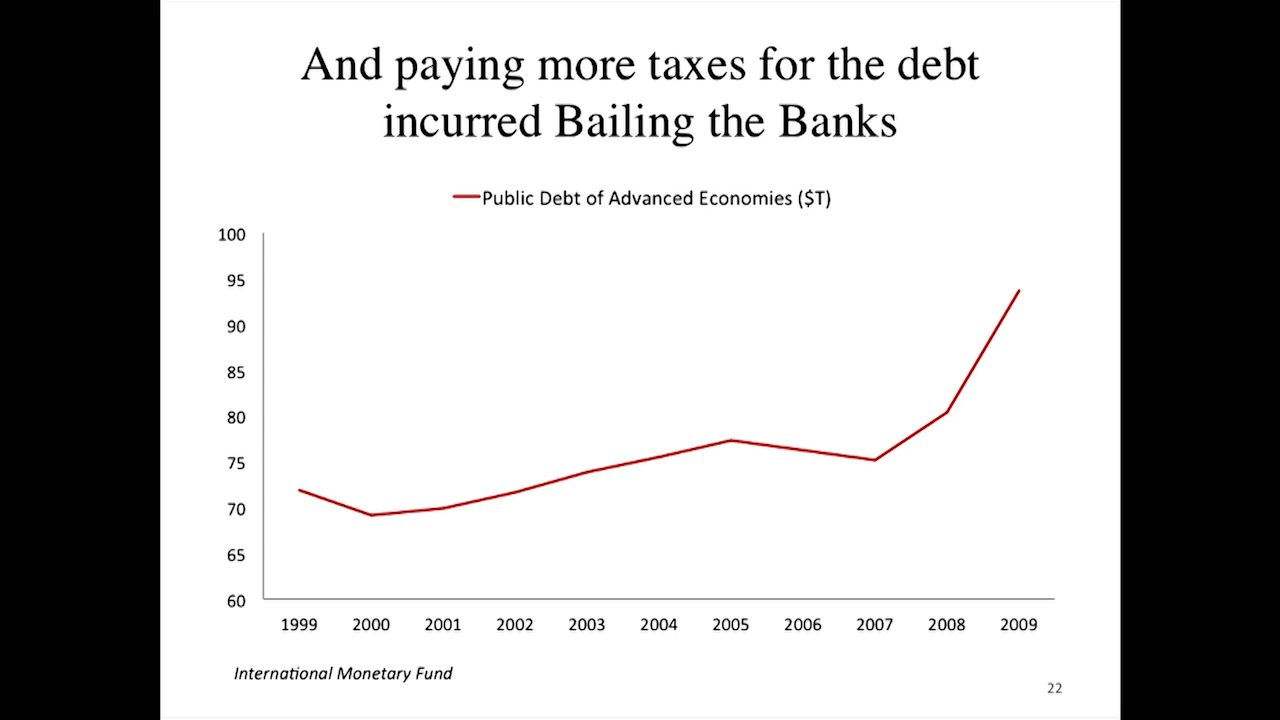 And paying more taxes for the debt
incurred Bailing the Banks
Public Debt of Advanced Economies ($T)
100
95
90
85
80
75
70
65
60
1999 2000 2001 2002 2003 2004 2005 2006 2007 2008 2009
International Monetary Fund
22